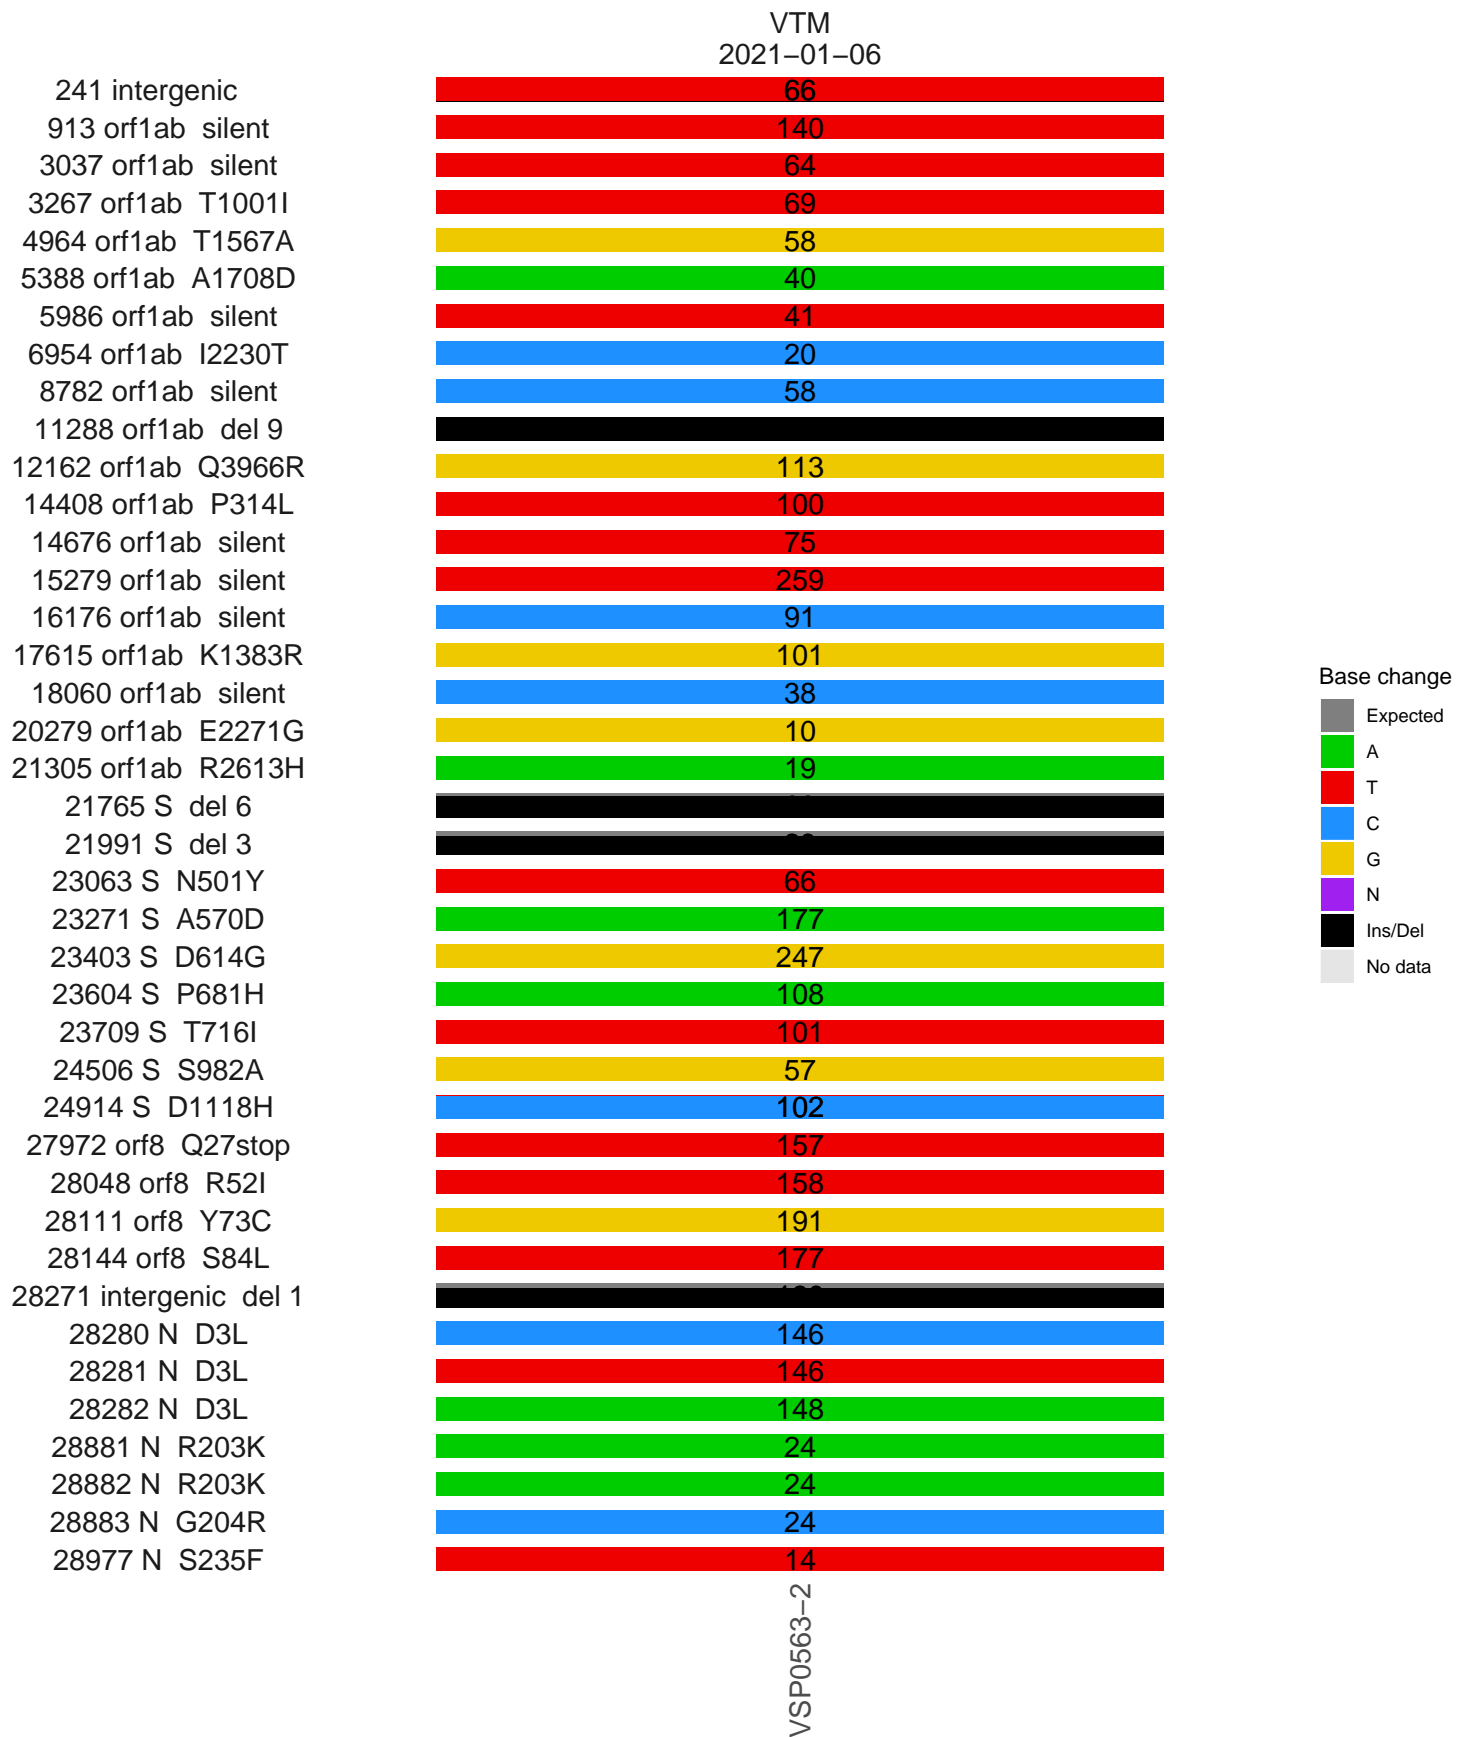 VTM
2021−01−06
241 intergenic 66
913 orf1ab silent 140
3037 orf1ab silent 64
3267 orf1ab T1001I 69
4964 orf1ab T1567A 58
5388 orf1ab A1708D 40
5986 orf1ab silent 41
6954 orf1ab I2230T 20
8782 orf1ab silent 58
11288 orf1ab del 9
12162 orf1ab Q3966R 113
14408 orf1ab P314L 100
14676 orf1ab silent 75
15279 orf1ab silent 259
16176 orf1ab silent 91
17615 orf1ab K1383R 101
18060 orf1ab silent 38
20279 orf1ab E2271G 10
21305 orf1ab R2613H 19
21765 S del 6
21991 S del 3
23063 S N501Y 66
23271 S A570D 177
23403 S D614G 247
23604 S P681H 108
23709 S T716I 101
24506 S S982A 57
24914 S D1118H 102
27972 orf8 Q27stop 157
28048 orf8 R52I 158
28111 orf8 Y73C 191
28144 orf8 S84L 177
28271 intergenic del 1
28280 N D3L 146
28281 N D3L 146
28282 N D3L 148
28881 N R203K 24
28882 N R203K 24
28883 N G204R 24
28977 N S235F 14
VSP0563−2
Base change
Expected
A
T
C
G
N
Ins/Del
No data